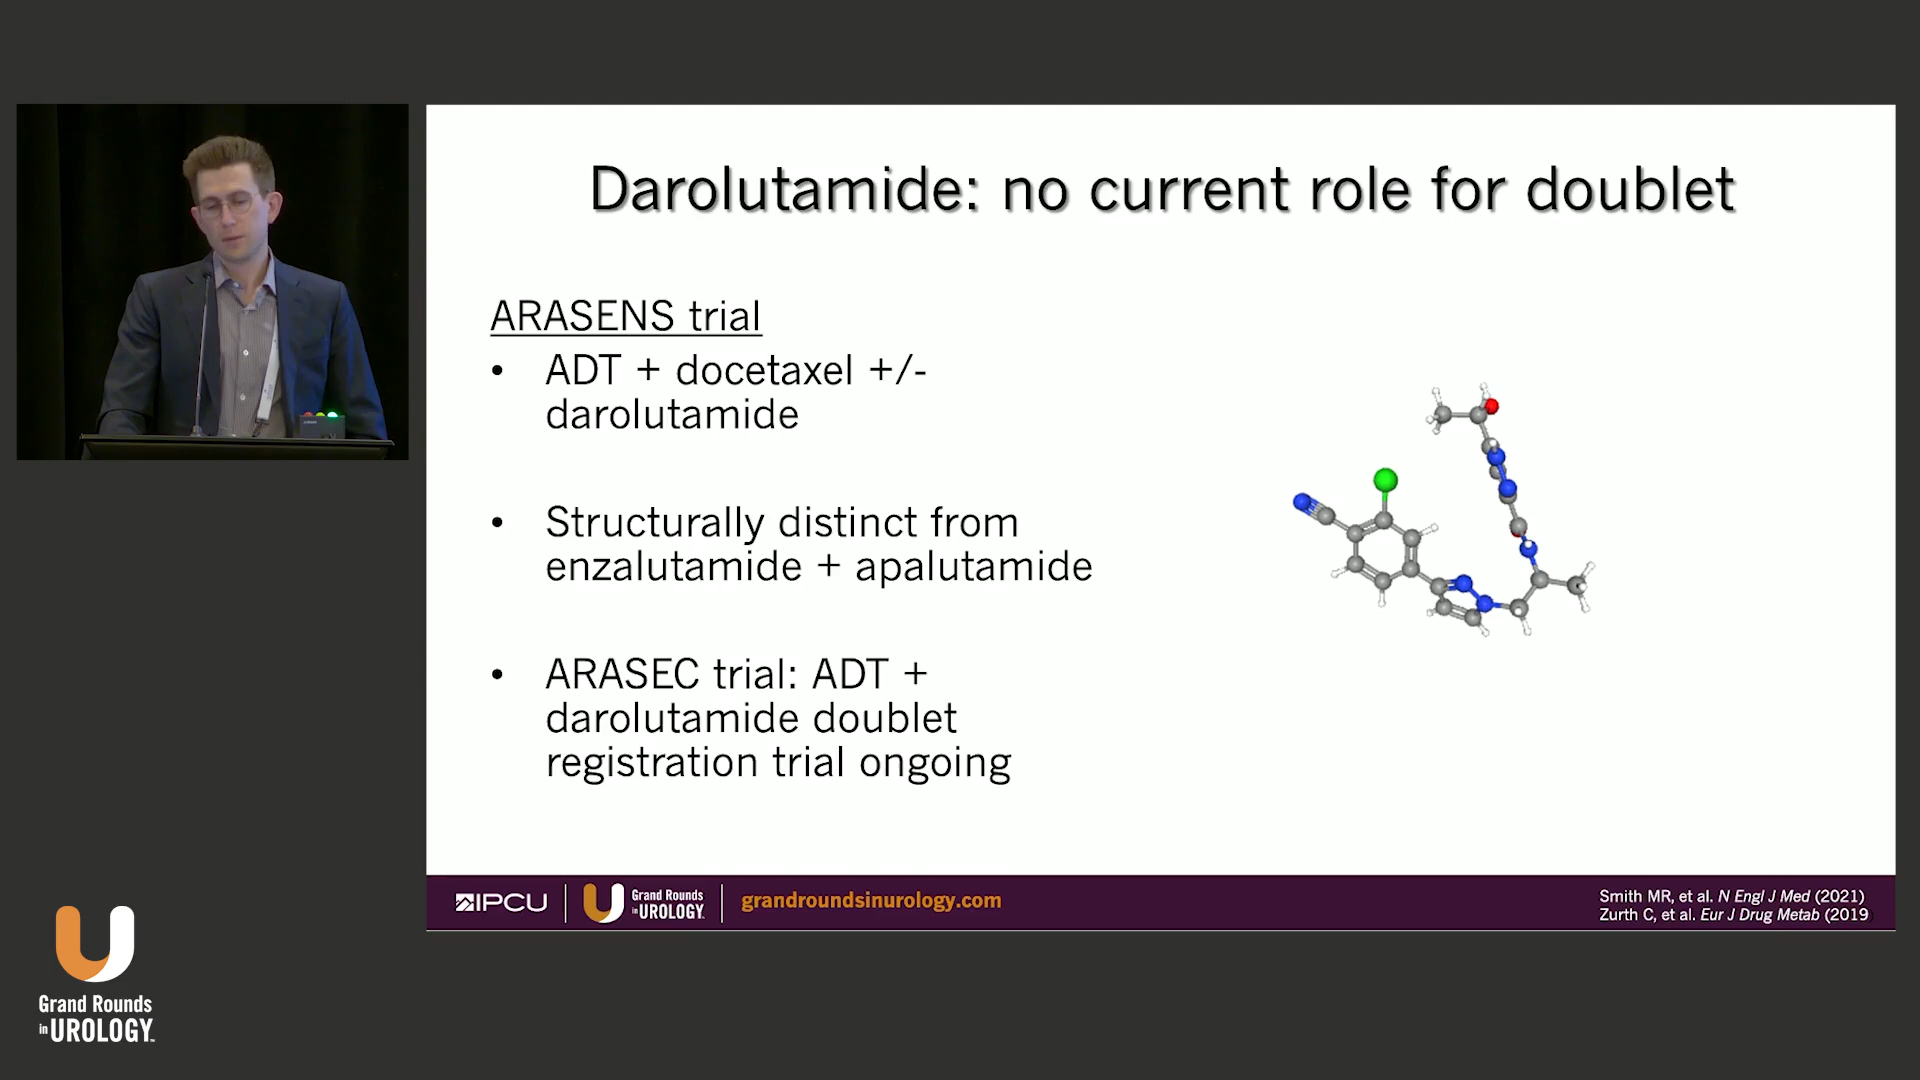 Darolutamide: no current role for doublet
ARASENS trial
• ADT + docetaxel +/-
darolutamide
• Structurally distinct from
enzalutamide + apalutamide
• ARASEC trial: ADT +
darolutamide doublet
registration trial ongoing
IPCU
Grand Rounds
in UROLOGY
grandroundsinurology.com
Smith MR, et al. N Engl J Med (2021)
Zurth C, et al. Eur J Drug Metab (2019
Grand Rounds
in UROLOGY™